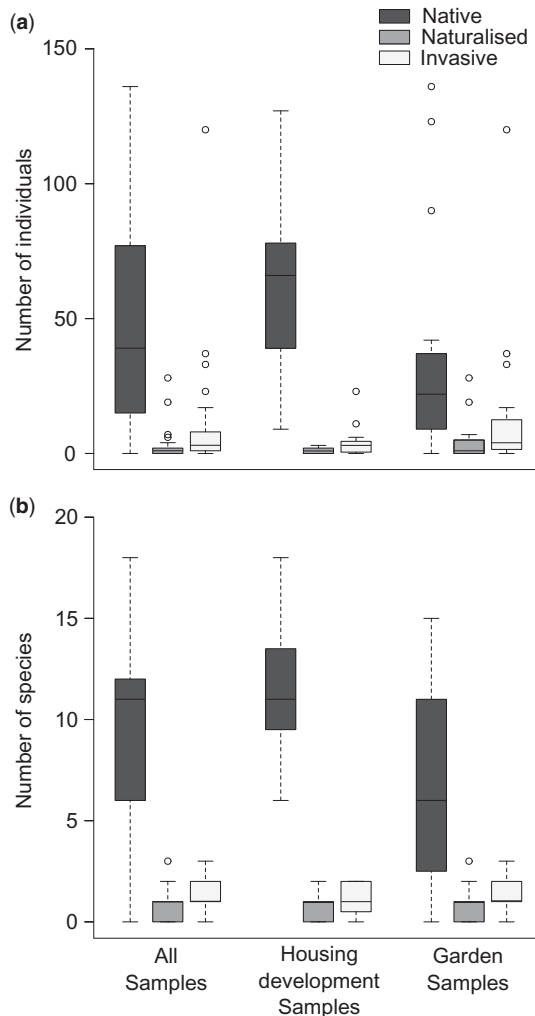 (a)
Native
Naturalised
Invasive
150
100
50
0
Number of individuals
(b)
20
15
10
5
0
Number of species
All
Samples
Housing
development
Samples
Garden
Samples